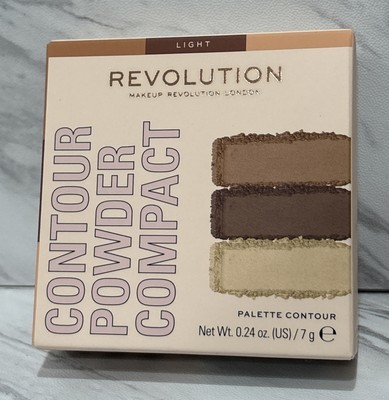 LIGHT
REVOLUTION
MAKEUP REVOLUTION LONDON
CONTOUR
POWDER
COMPACT
PALETTE CONTOUR
Net Wt. 0.24 oz. (US) / 7 g ℮